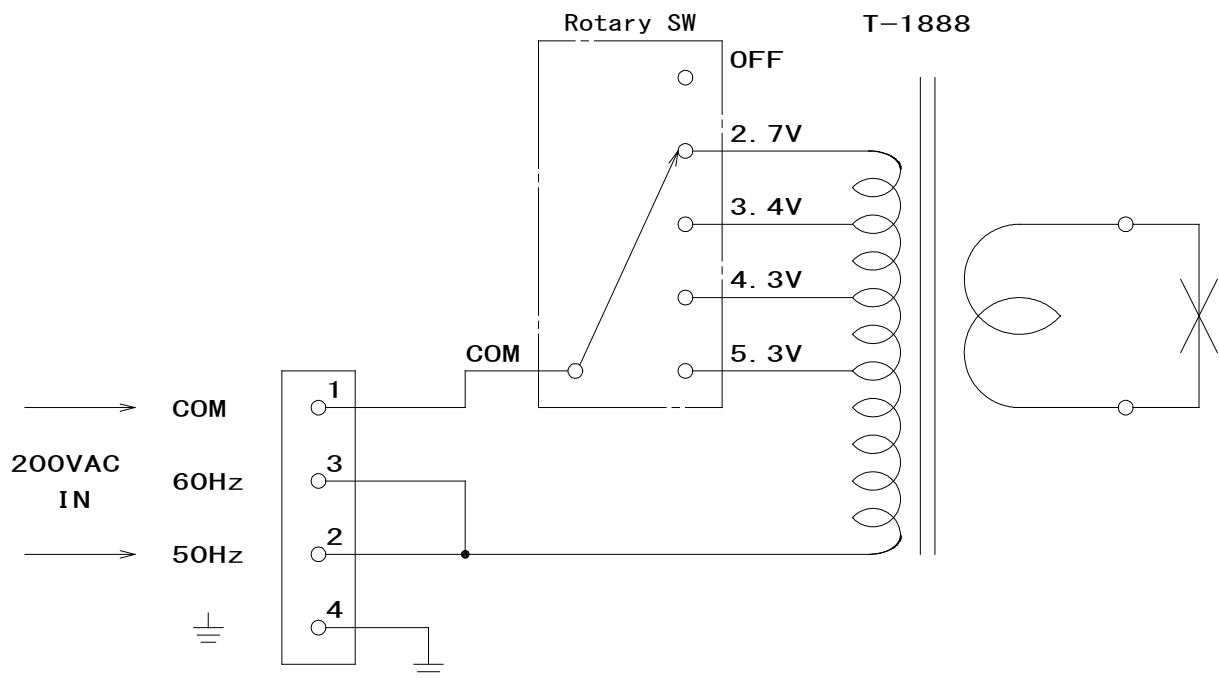 Rotary SW
T-1888
OFF
2.7V
3.4V
4.3V
5.3V
COM
1
COM
200VAC
IN
3
60Hz
2
50Hz
4